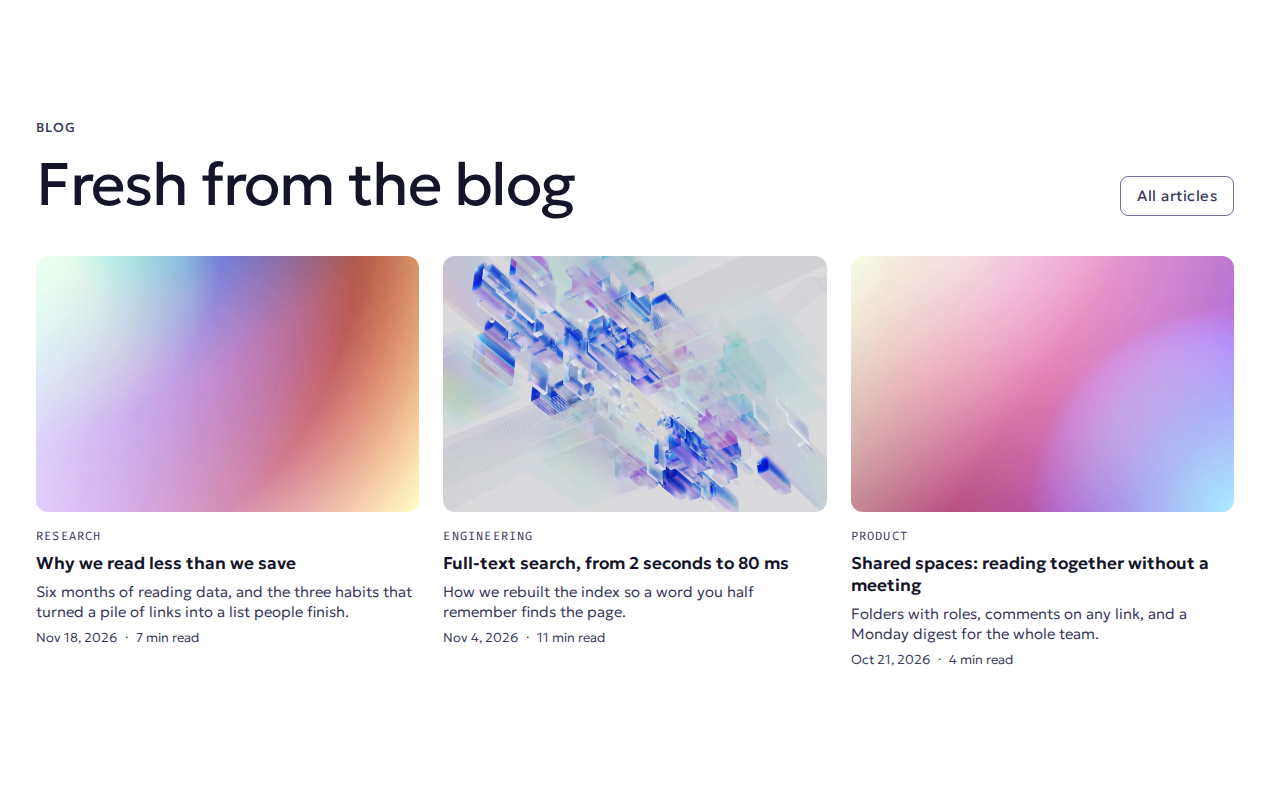 BLOG
Fresh from the blog
All articles
RESEARCH
Why we read less than we save
Six months of reading data, and the three habits that
turned a pile of links into a list people finish.
Nov 18, 2026 · 7 min read
ENGINEERING
Full-text search, from 2 seconds to 80 ms
How we rebuilt the index so a word you half
remember finds the page.
Nov 4, 2026 · 11 min read
PRODUCT
Shared spaces: reading together without a
meeting
Folders with roles, comments on any link, and a
Monday digest for the whole team.
Oct 21, 2026 · 4 min read